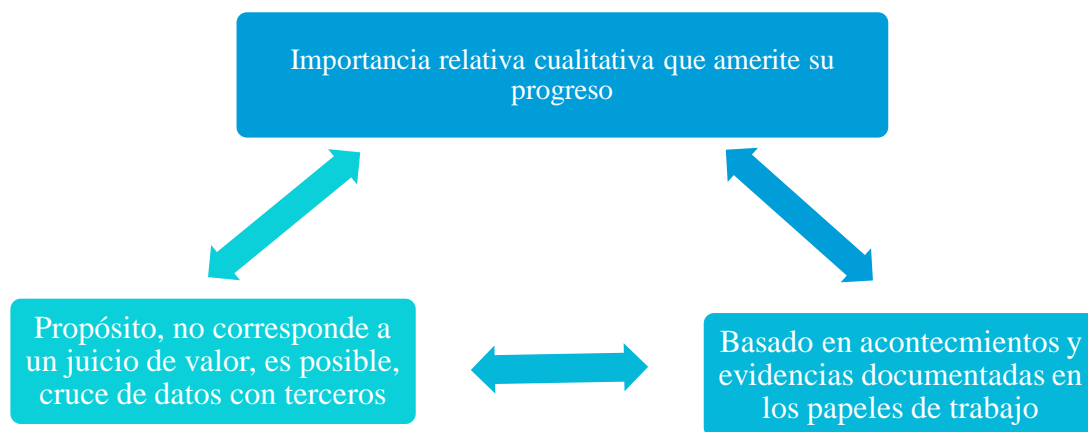 Importancia relativa cualitativa que amerite su
progreso
Propósito, no corresponde a
un juicio de valor, es posible,
cruce de datos con terceros
Basado en acontecmientos y
evidencias documentadas en
los papeles de trabajo